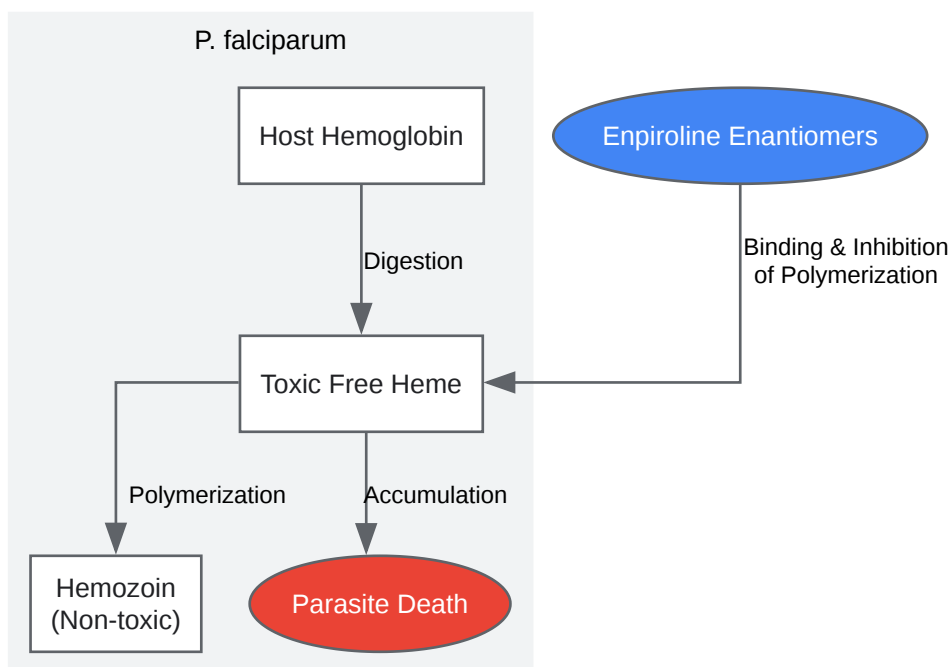 P. falciparum
Host Hemoglobin
Enpiroline Enantiomers
Digestion
Binding & Inhibition
of Polymerization
Toxic Free Heme
Polymerization
Accumulation
Hemozoin
(Non-toxic)
Parasite Death